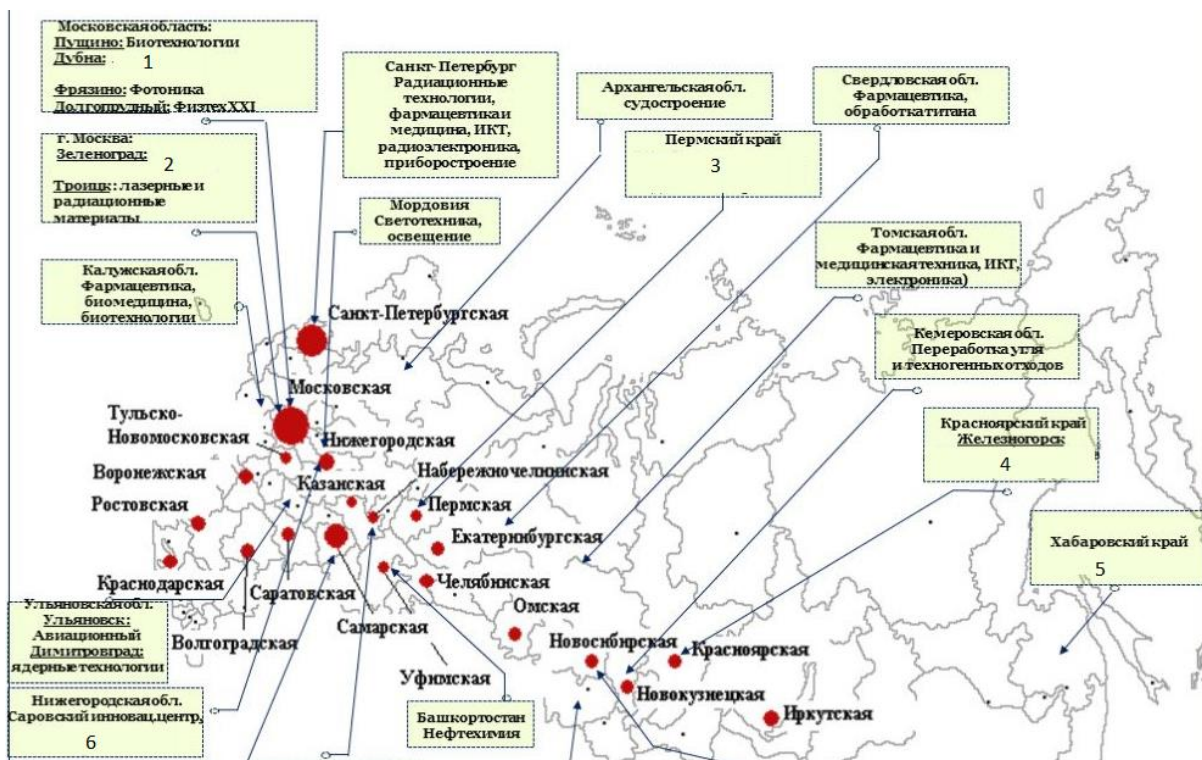 Московская область:
Пущино: Биотехнологии
Дубна:
1
Фрязино: Фотоника
Долгопрудный: Физтех XXI
г. Москва:
Зеленоград:
2
Троицк: лазерные и
радиационные
материалы
Калужская обл.
Фармацевтика,
биомедицина,
биотехнологии
Санкт-Петербург
Радиационные
технологии,
фармацевтика и
медицина, ИКТ,
радиоэлектроника,
приборостроение
Мордовия
Светотехника,
освещение
Архангельская обл.
судостроение
Пермский край
3
Свердловская обл.
Фармацевтика,
обработка титана
Томская обл.
Фармацевтика и
медицинская техника, ИКТ,
электроника)
Кемеровская обл.
Переработка угля
и техногенных отходов
Красноярский край
Железногорск
4
Хабаровский край
5
Санкт-Петербургская
Московская
Тульско-
Новомосковская
Нижегородская
Воронежская
Казанская
Набережночелнинская
Ростовская
Пермская
Екатеринбургская
Краснодарская
Саратовская
Челябинская
Волгоградская
Самарская
Омская
Уфимская
Новосибирская
Красноярская
Новокузнецкая
Иркутская
Ульяновская обл.
Ульяновск:
Авиационный
Димитровград:
ядерные технологии
Нижегородская обл.
Саровский инновац.центр,
6
Башкортостан
Нефтехимия